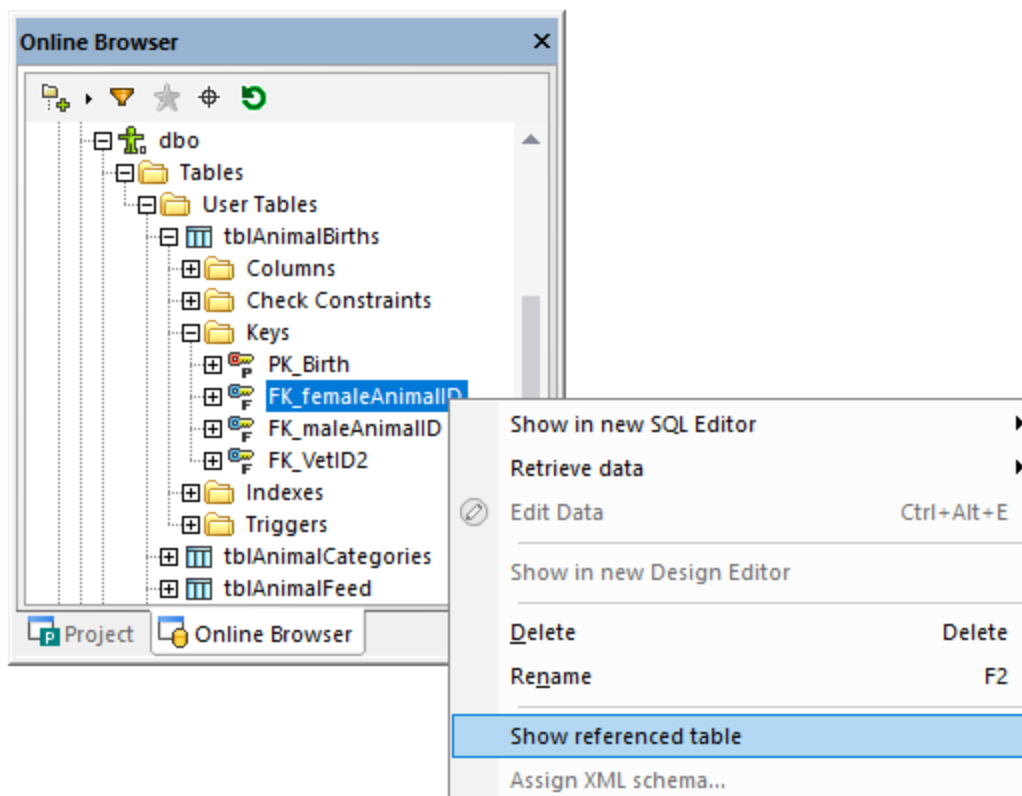 Online Browser
dbo
Tables
User Tables
tblAnimalBirths
Columns
Check Constraints
Keys
PK_Birth
FK_femaleAnimalID
FK_maleAnimalID
FK_VetID2
Indexes
Triggers
tblAnimalCategories
tblAnimalFeed
Project Online Browser
Show in new SQL Editor
Retrieve data
Edit Data Ctrl+Alt+E
Show in new Design Editor
Delete Delete
Rename F2
Show referenced table
Assign XML schema...